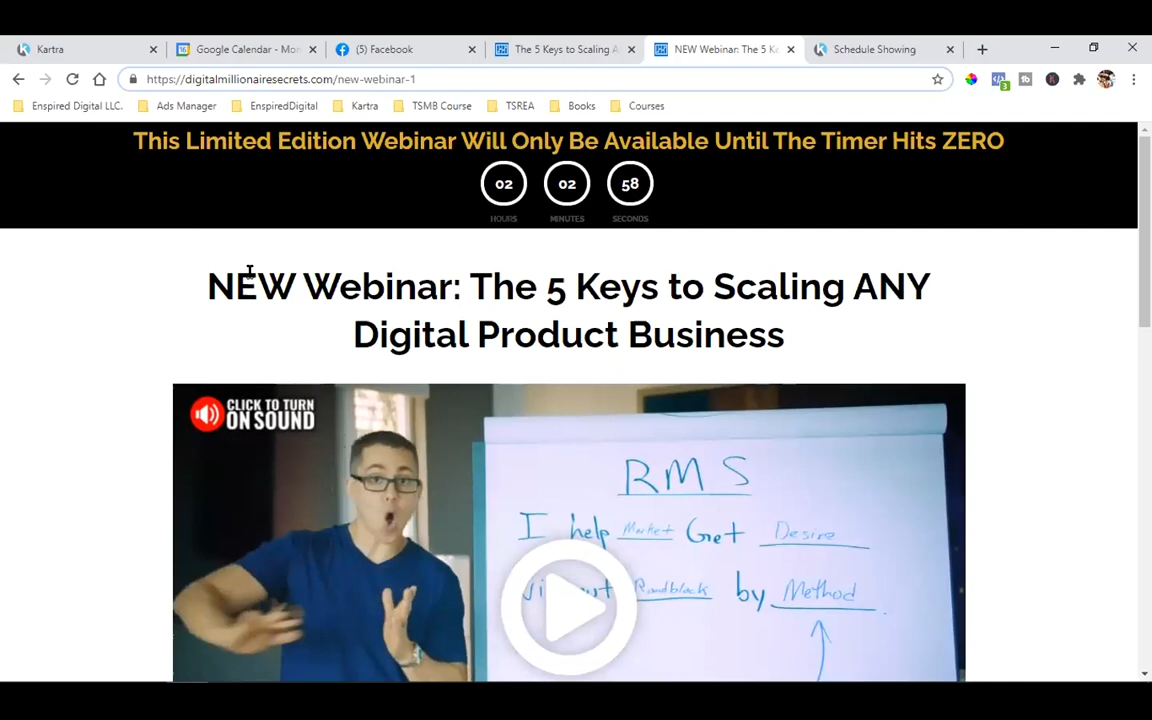 Kartra
Google Calendar - Mon
(5) Facebook
The 5 Keys to Scaling A
NEW Webinar: The 5 Ke
Schedule Showing
https://digitalmillionairesecrets.com/new-webinar-1
3
Enspired Digital LLC.
Ads Manager
EnspiredDigital
Kartra
TSMB Course
TSREA
Books
Courses
This Limited Edition Webinar Will Only Be Available Until The Timer Hits ZERO
02 02 58
HOURS MINUTES SECONDS
NEW Webinar: The 5 Keys to Scaling ANY
Digital Product Business
CLICK TO TURN
ON SOUND
RMS
I help Market Get Desire
Roadblock by Method.